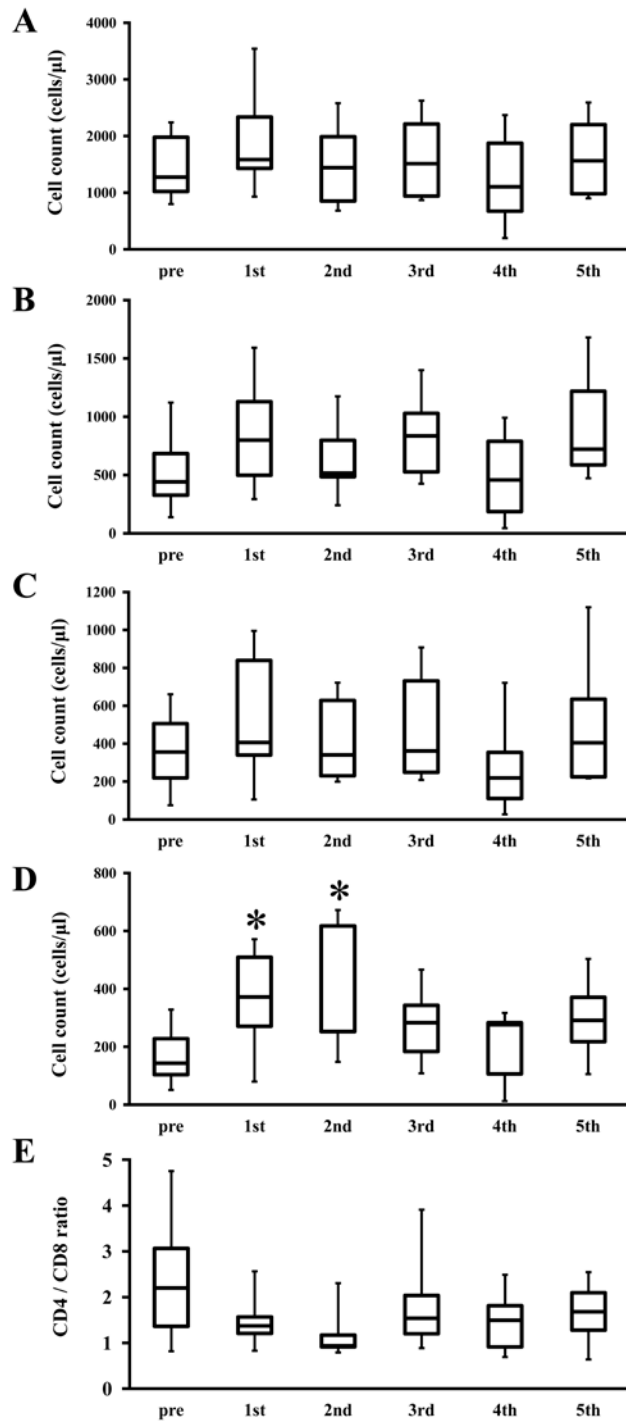 A
Cell count (cells/µl)
4000
3000
2000
1000
0
pre 1st 2nd 3rd 4th 5th
B
Cell count (cells/µl)
2000
1500
1000
500
0
pre 1st 2nd 3rd 4th 5th
C
Cell count (cells/µl)
1200
1000
800
600
400
200
0
pre 1st 2nd 3rd 4th 5th
D
Cell count (cells/µl)
800
600
400
200
0
* *
pre 1st 2nd 3rd 4th 5th
E
CD4 / CD8 ratio
5
4
3
2
1
0
pre 1st 2nd 3rd 4th 5th